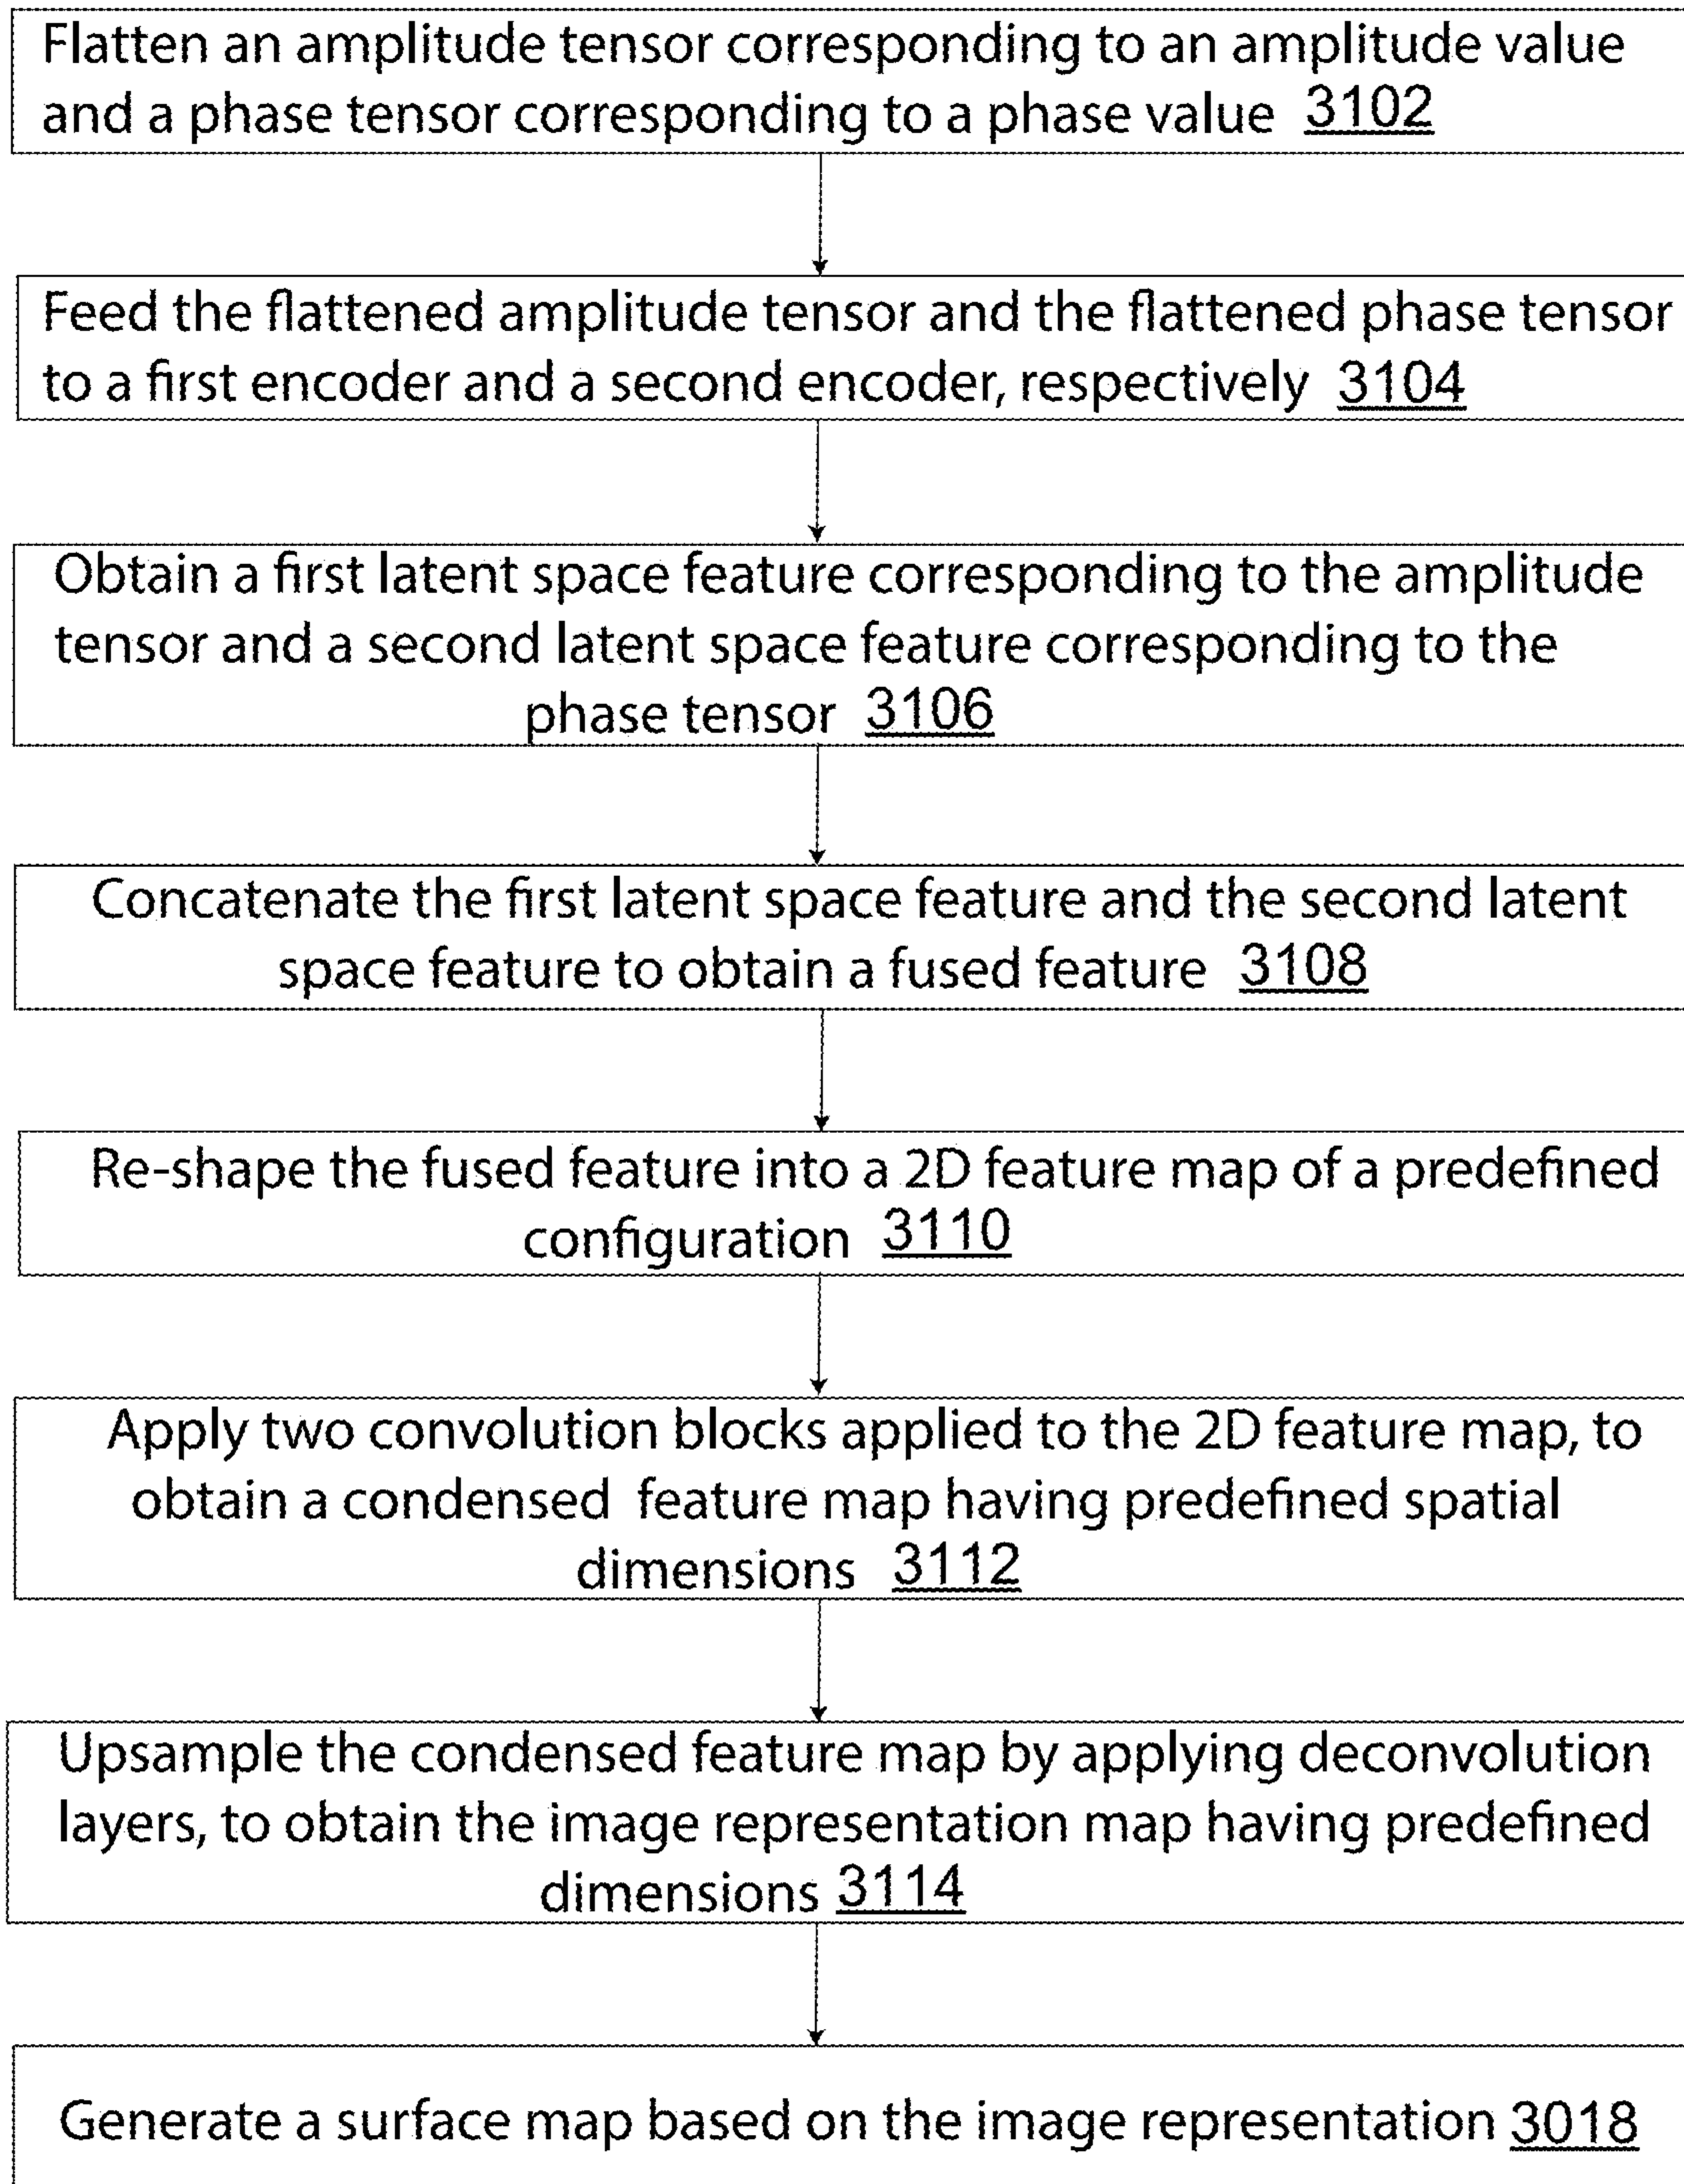 Flatten an amplitude tensor corresponding to an amplitude value
and a phase tensor corresponding to a phase value 3102
Feed the flattened amplitude tensor and the flattened phase tensor
to a first encoder and a second encoder, respectively 3104
Obtain a first latent space feature corresponding to the amplitude
tensor and a second latent space feature corresponding to the
phase tensor 3106
Concatenate the first latent space feature and the second latent
space feature to obtain a fused feature 3108
Re-shape the fused feature into a 2D feature map of a predefined
configuration 3110
Apply two convolution blocks applied to the 2D feature map, to
obtain a condensed feature map having predefined spatial
dimensions 3112
Upsample the condensed feature map by applying deconvolution
layers, to obtain the image representation map having predefined
dimensions 3114
Generate a surface map based on the image representation 3018